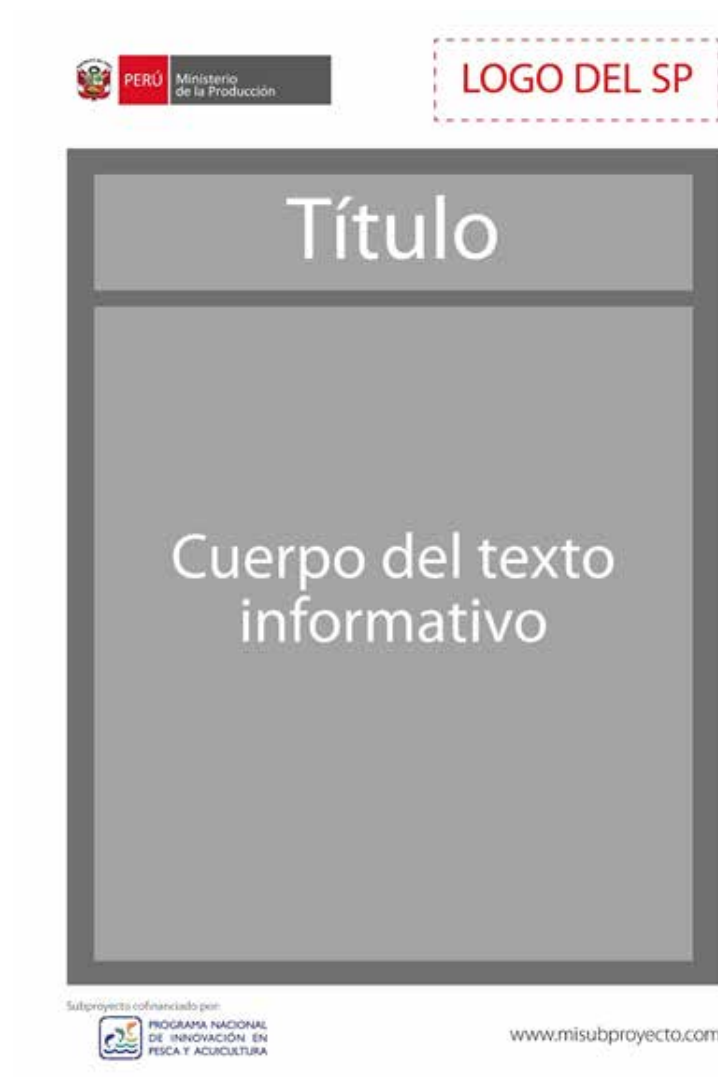 PERÚ
Ministerio
de la Producción
LOGO DEL SP
Título
Cuerpo del texto
informativo
Subproyecto cofinanciado por:
PROGRAMA NACIONAL
DE INNOVACIÓN EN
PESCA Y ACUICULTURA
www.misubproyecto.com